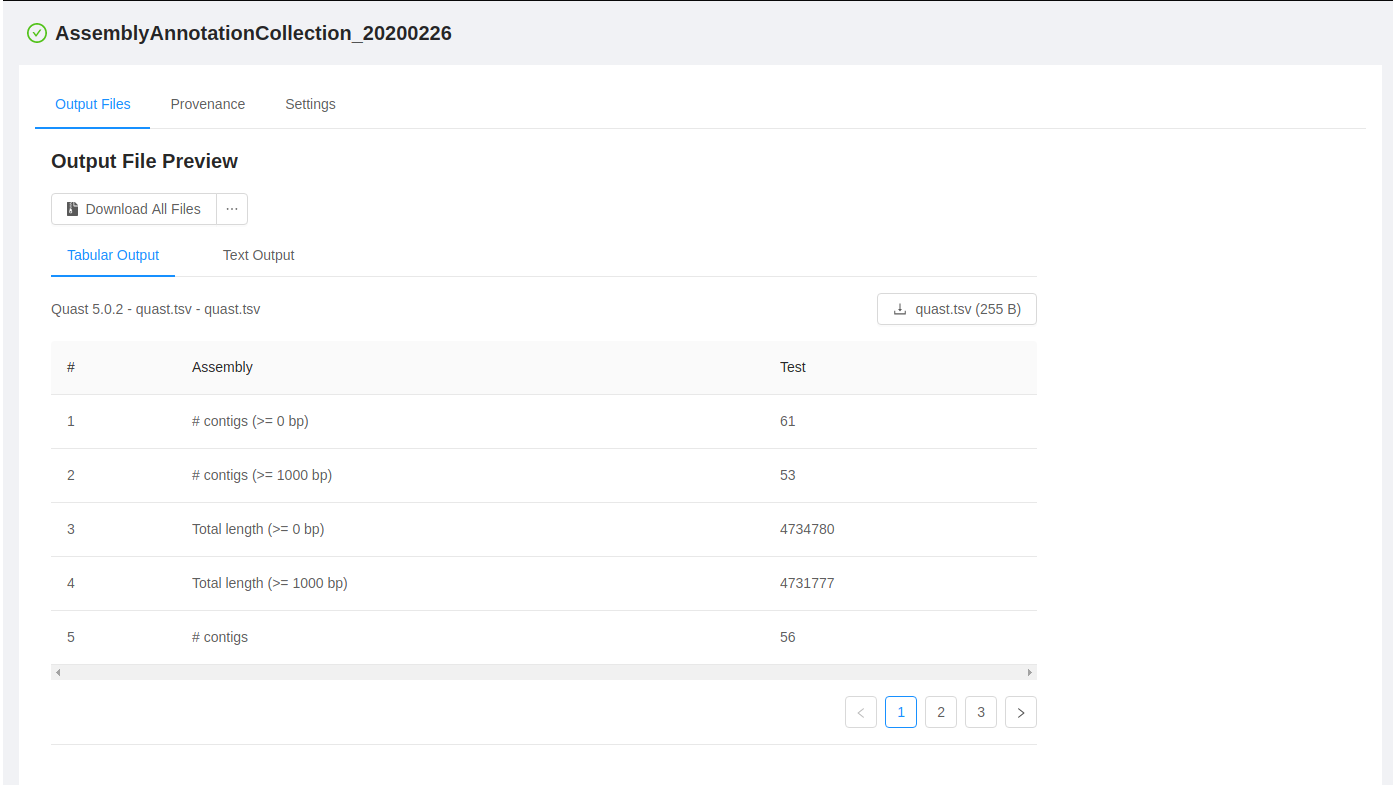 AssemblyAnnotationCollection_20200226
Output Files Provenance Settings
Output File Preview
Download All Files ···
Tabular Output Text Output
Quast 5.0.2 - quast.tsv - quast.tsv quast.tsv (255 B)
# Assembly Test
1 # contigs (>= 0 bp) 61
2 # contigs (>= 1000 bp) 53
3 Total length (>= 0 bp) 4734780
4 Total length (>= 1000 bp) 4731777
5 # contigs 56
< 1 2 3 >